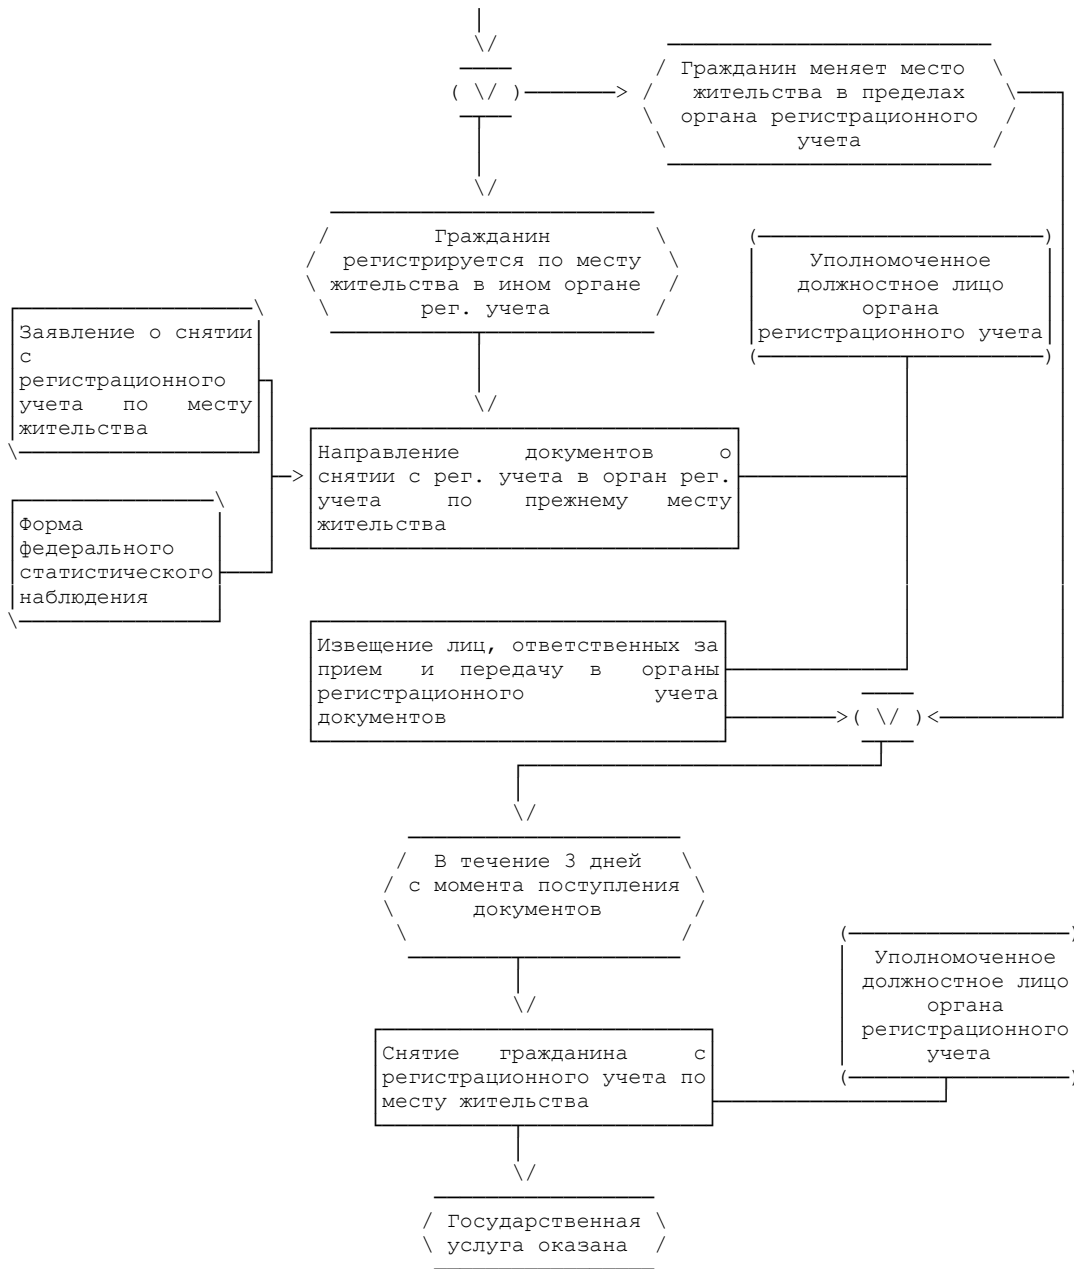 Гражданин меняет место
жительства в пределах
органа регистрационного
учета
Гражданин
регистрируется по месту
жительства в ином органе
рег. учета
Уполномоченное
должностное лицо
органа
регистрационного учета
Заявление о снятии
с
регистрационного
учета по месту
жительства
Направление документов о
снятии с рег. учета в орган рег.
учета по прежнему месту
жительства
Форма
федерального
статистического
наблюдения
Извещение лиц, ответственных за
прием и передачу в органы
регистрационного учета
документов
В течение 3 дней
с момента поступления
документов
Уполномоченное
должностное лицо
органа
регистрационного
учета
Снятие гражданина с
регистрационного учета по
месту жительства
Государственная
услуга оказана